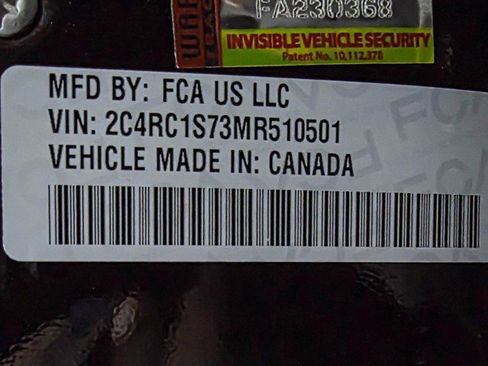 FA230368
INVISIBLE VEHICLE SECURITY
Patent No. 10,112,378
MFD BY: FCA US LLC
VIN: 2C4RC1S73MR510501
VEHICLE MADE IN: CANADA